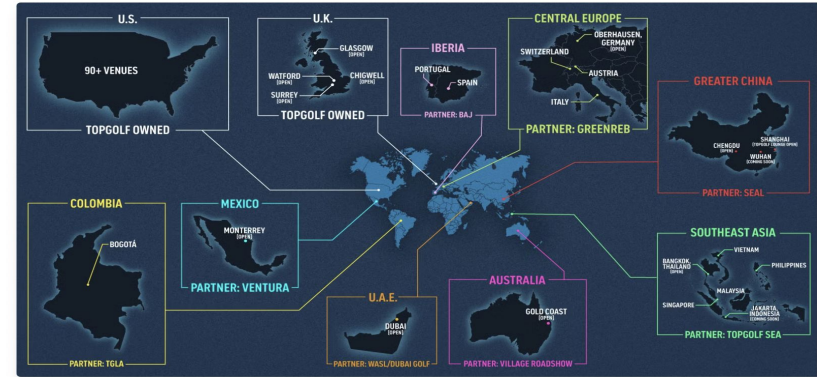 U.S.
90+ VENUES
TOPGOLF OWNED
U.K.
GLASGOW
[OPEN]
WATFORD
[OPEN]
CHIGWELL
[OPEN]
SURREY
[OPEN]
TOPGOLF OWNED
IBERIA
PORTUGAL
SPAIN
PARTNER: BAJ
CENTRAL EUROPE
OBERHAUSEN,
GERMANY
[OPEN]
SWITZERLAND
AUSTRIA
ITALY
PARTNER: GREENREB
GREATER CHINA
SHANGHAI
[TOPGOLF LOUNGE OPEN]
CHENGDU
[OPEN]
WUHAN
[COMING SOON]
PARTNER: SEAL
COLOMBIA
BOGOTÁ
PARTNER: TGLA
MEXICO
MONTERREY
[OPEN]
PARTNER: VENTURA
U.A.E.
DUBAI
[OPEN]
PARTNER: WASL/DUBAI GOLF
AUSTRALIA
GOLD COAST
[OPEN]
PARTNER: VILLAGE ROADSHOW
SOUTHEAST ASIA
VIETNAM
BANGKOK,
THAILAND
[OPEN]
PHILIPPINES
MALAYSIA
SINGAPORE
JAKARTA
INDONESIA
[COMING SOON]
PARTNER: TOPGOLF SEA